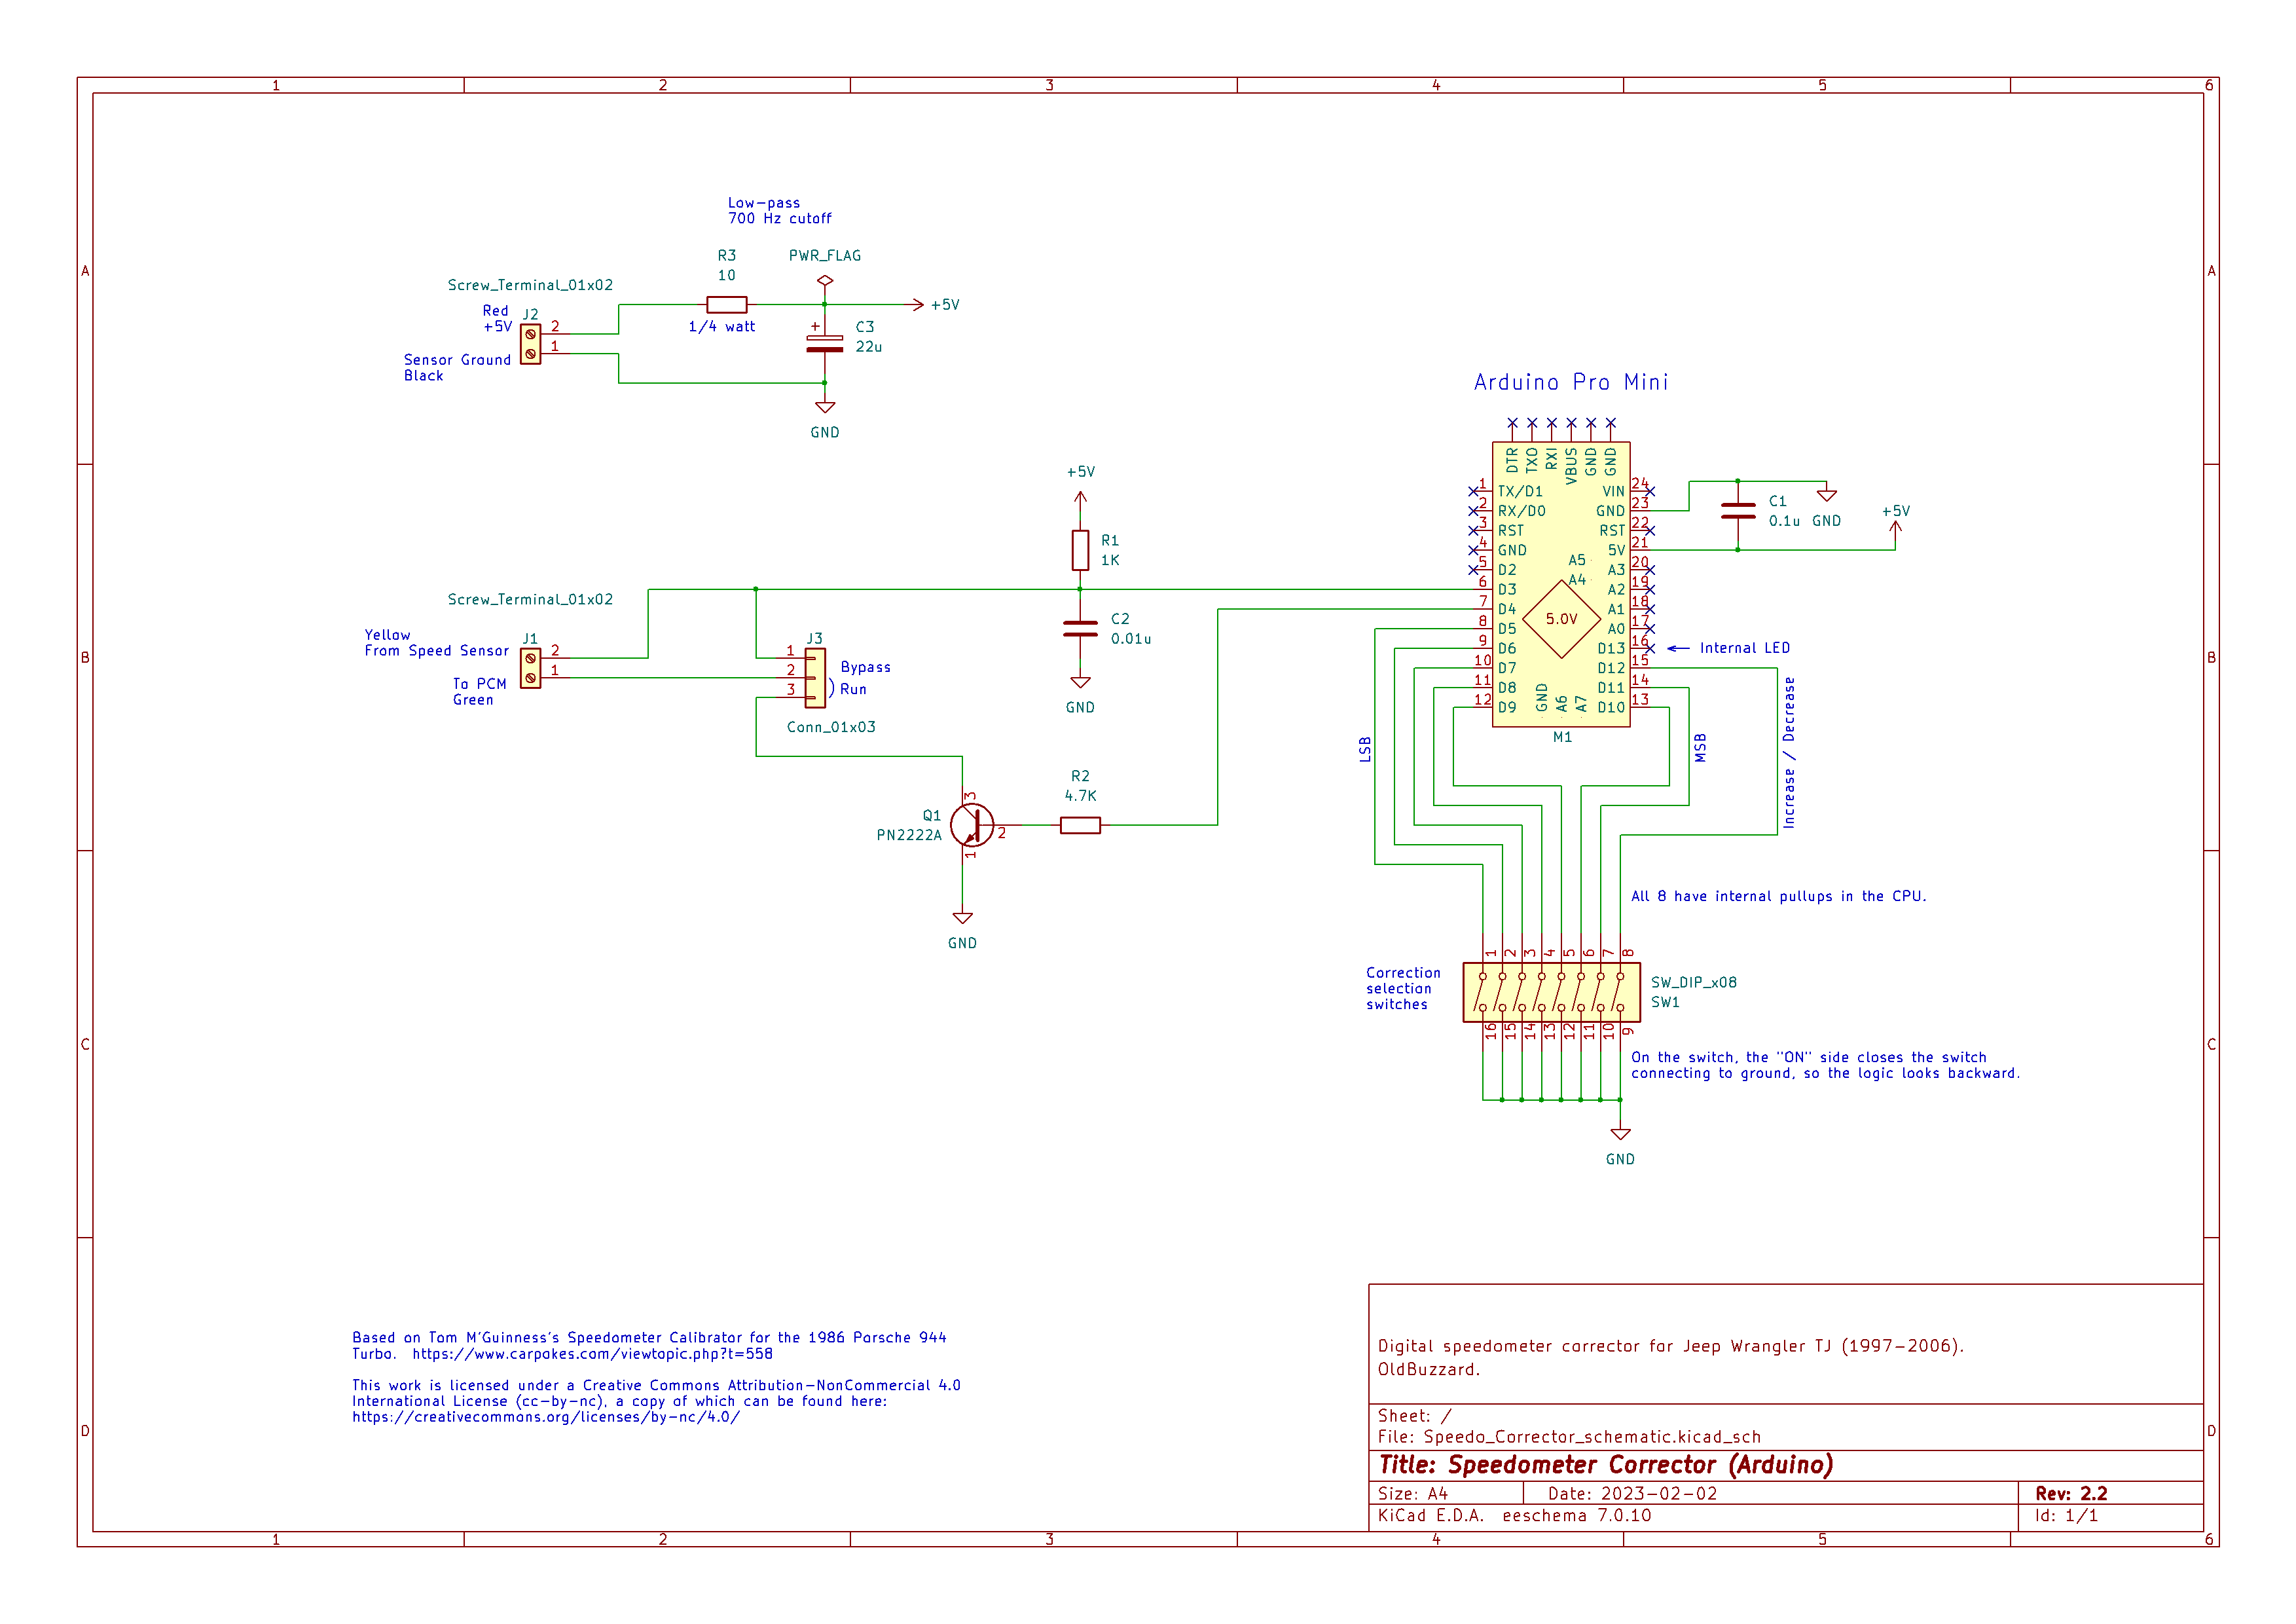 1 2 3 4 5 6
A A
B B
C C
D D
1 2 3 4 5 6
Low-pass
700 Hz cutoff
R3
10
1/4 watt
PWR_FLAG
+5V
C3
22u
+
GND
Screw_Terminal_01x02
J2
Red
+5V
2
1
Sensor Ground
Black
+5V
R1
1K
C2
0.01u
GND
Screw_Terminal_01x02
J1
Yellow
From Speed Sensor
2
1
To PCM
Green
J3
1
2
3
Bypass
Run
Conn_01x03
Q1
PN2222A
3
2
1
GND
R2
4.7K
Arduino Pro Mini
DTR
TXO
RXI
VBUS
GND
GND
1 TX/D1
2 RX/D0
3 RST
4 GND
5 D2
6 D3
7 D4
8 D5
9 D6
10 D7
11 D8
12 D9
VIN 24
GND 23
RST 22
5V 21
A3 20
A2 19
A1 18
A0 17
D13 16
D12 15
D11 14
D10 13
A5
A4
5.0V
GND
A6
A7
M1
C1
0.1u
GND
+5V
Internal LED
LSB
MSB
Increase / Decrease
All 8 have internal pullups in the CPU.
Correction
selection
switches
1 2 3 4 5 6 7 8
16 15 14 13 12 11 10 9
SW_DIP_x08
SW1
On the switch, the "ON" side closes the switch
connecting to ground, so the logic looks backward.
GND
Based on Tom M'Guinness's Speedometer Calibrator for the 1986 Porsche 944
Turbo.  https://www.carpokes.com/viewtopic.php?t=558
This work is licensed under a Creative Commons Attribution-NonCommercial 4.0
International License (cc-by-nc), a copy of which can be found here:
https://creativecommons.org/licenses/by-nc/4.0/
Digital speedometer corrector for Jeep Wrangler TJ (1997-2006).
OldBuzzard.
Sheet: /
File: Speedo_Corrector_schematic.kicad_sch
Title: Speedometer Corrector (Arduino)
Size: A4 Date: 2023-02-02 Rev: 2.2
KiCad E.D.A.  eeschema 7.0.10 Id: 1/1